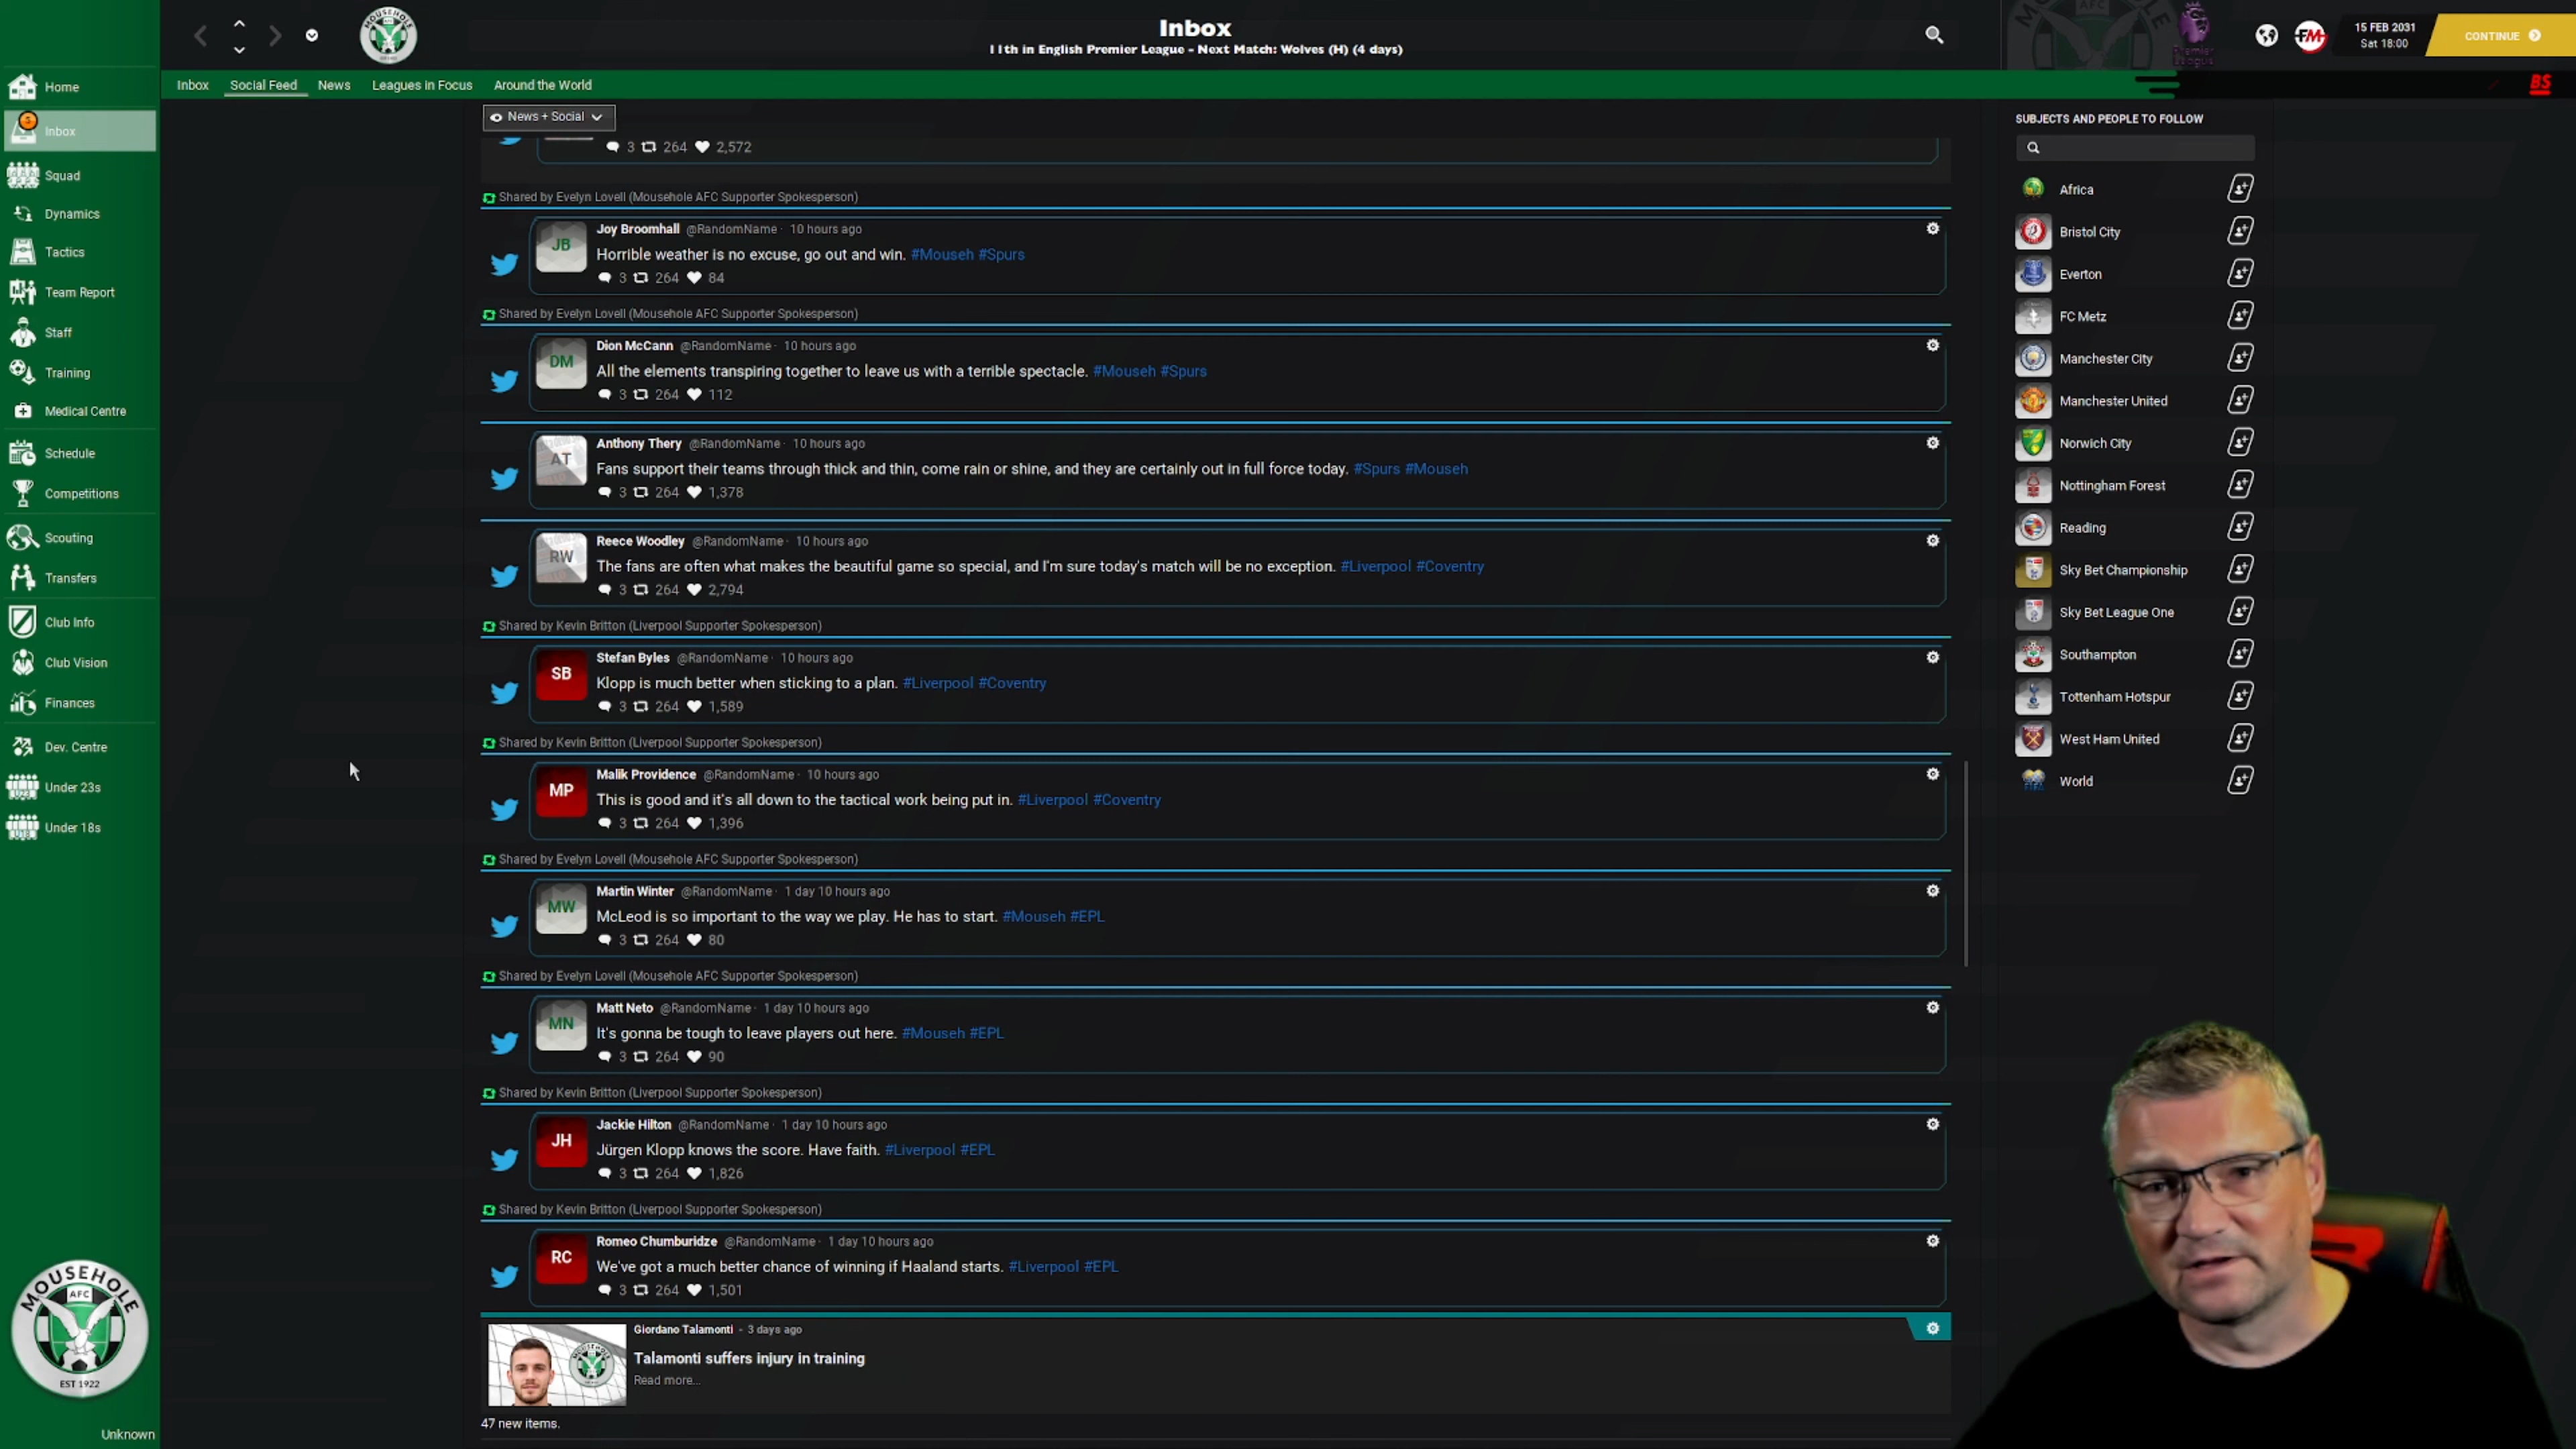 Inbox
11th in English Premier League - Next Match: Wolves (H) (4 days)
FM
15 FEB 2031
Sat 18:00
CONTINUE
Inbox
Social Feed
News
Leagues in Focus
Around the World
BS
Home
Inbox
Squad
Dynamics
Tactics
Team Report
Staff
Training
Medical Centre
Schedule
Competitions
Scouting
Transfers
Club Info
Club Vision
Finances
Dev. Centre
Under 23s
Under 18s
MOUSEHOLE
AFC
EST 1922
Unknown
News + Social
3 264 2,572
Shared by Evelyn Lovell (Mousehole AFC Supporter Spokesperson)
JB
Joy Broomhall @RandomName · 10 hours ago
Horrible weather is no excuse, go out and win. #Mouseh #Spurs
3 264 84
Shared by Evelyn Lovell (Mousehole AFC Supporter Spokesperson)
DM
Dion McCann @RandomName · 10 hours ago
All the elements transpiring together to leave us with a terrible spectacle. #Mouseh #Spurs
3 264 112
AT
Anthony Thery @RandomName · 10 hours ago
Fans support their teams through thick and thin, come rain or shine, and they are certainly out in full force today. #Spurs #Mouseh
3 264 1,378
RW
Reece Woodley @RandomName · 10 hours ago
The fans are often what makes the beautiful game so special, and I'm sure today's match will be no exception. #Liverpool #Coventry
3 264 2,794
Shared by Kevin Britton (Liverpool Supporter Spokesperson)
SB
Stefan Byles @RandomName · 10 hours ago
Klopp is much better when sticking to a plan. #Liverpool #Coventry
3 264 1,589
Shared by Kevin Britton (Liverpool Supporter Spokesperson)
MP
Malik Providence @RandomName · 10 hours ago
This is good and it's all down to the tactical work being put in. #Liverpool #Coventry
3 264 1,396
Shared by Evelyn Lovell (Mousehole AFC Supporter Spokesperson)
MW
Martin Winter @RandomName · 1 day 10 hours ago
McLeod is so important to the way we play. He has to start. #Mouseh #EPL
3 264 80
Shared by Evelyn Lovell (Mousehole AFC Supporter Spokesperson)
MN
Matt Neto @RandomName · 1 day 10 hours ago
It's gonna be tough to leave players out here. #Mouseh #EPL
3 264 90
Shared by Kevin Britton (Liverpool Supporter Spokesperson)
JH
Jackie Hilton @RandomName · 1 day 10 hours ago
Jürgen Klopp knows the score. Have faith. #Liverpool #EPL
3 264 1,826
Shared by Kevin Britton (Liverpool Supporter Spokesperson)
RC
Romeo Chumburidze @RandomName · 1 day 10 hours ago
We've got a much better chance of winning if Haaland starts. #Liverpool #EPL
3 264 1,501
Giordano Talamonti - 3 days ago
Talamonti suffers injury in training
Read more...
47 new items.
SUBJECTS AND PEOPLE TO FOLLOW
Africa
Bristol City
Everton
FC Metz
Manchester City
Manchester United
Norwich City
Nottingham Forest
Reading
Sky Bet Championship
Sky Bet League One
Southampton
Tottenham Hotspur
West Ham United
World